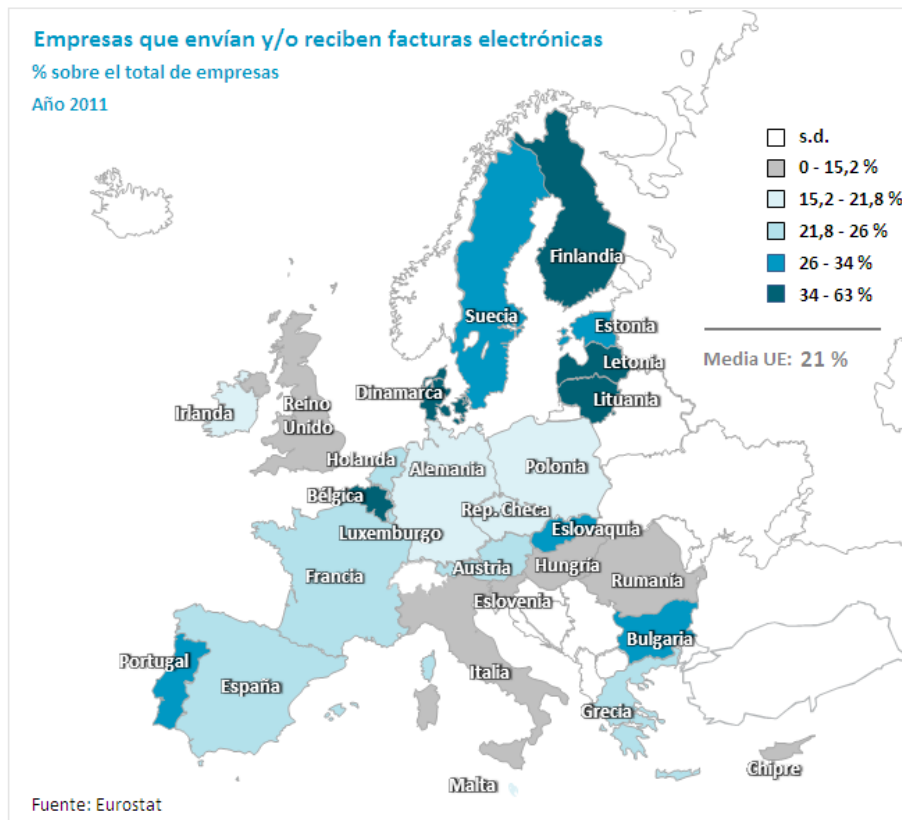 Empresas que envían y/o reciben facturas electrónicas
% sobre el total de empresas
Año 2011
s.d.
0 - 15,2 %
15,2 - 21,8 %
21,8 - 26 %
26 - 34 %
34 - 63 %
Media UE: 21 %
Finlandia
Suecia
Estonia
Letonia
Dinamarca
Lituania
Irlanda
Reino
Unido
Holanda
Alemania
Polonia
Bélgica
Rep. Checa
Luxemburgo
Eslovaquia
Francia
Austria
Hungría
Rumanía
Eslovenia
Bulgaria
Portugal
España
Italia
Grecia
Chipre
Malta
Fuente: Eurostat